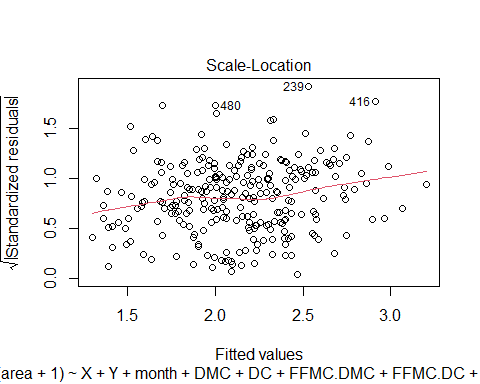 Scale-Location
√|Standardized residuals|
0.0 0.5 1.0 1.5
239
416
480
1.5 2.0 2.5 3.0
Fitted values
(area + 1) ~ X + Y + month + DMC + DC + FFMC.DMC + FFMC.DC +